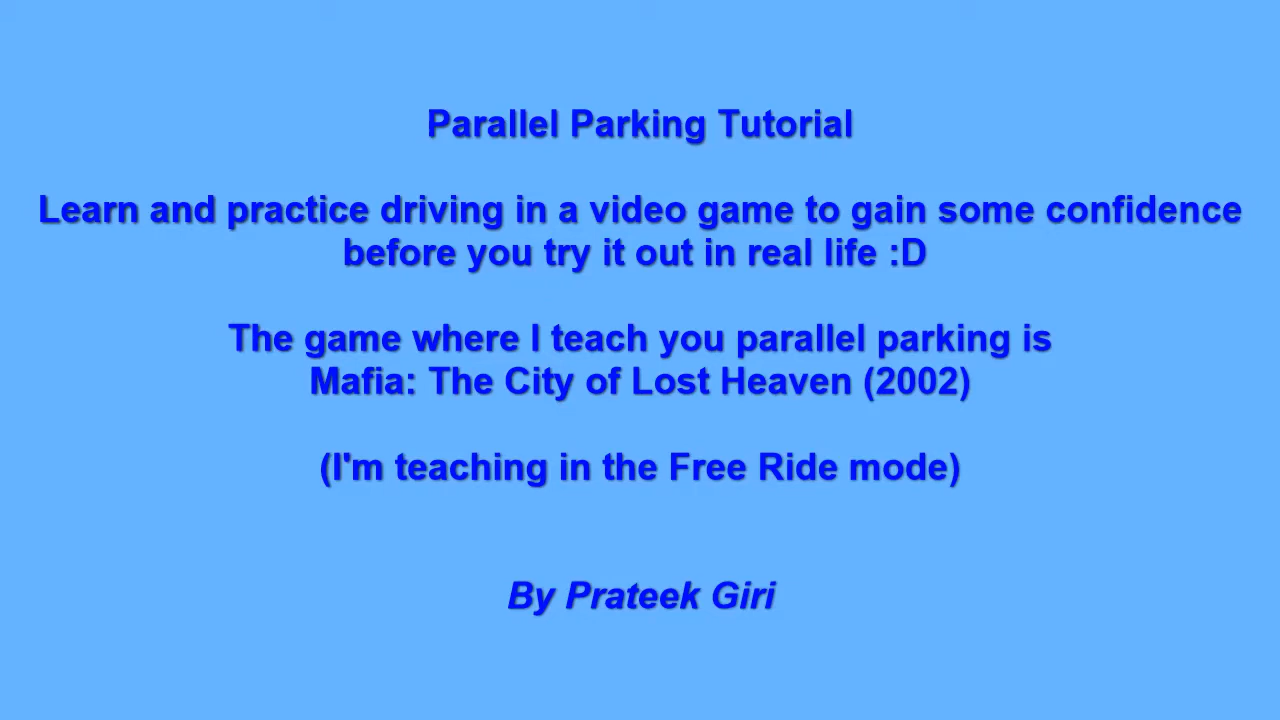 Parallel Parking Tutorial
Learn and practice driving in a video game to gain some confidence
before you try it out in real life :D
The game where I teach you parallel parking is
Mafia: The City of Lost Heaven (2002)
(I'm teaching in the Free Ride mode)
By Prateek Giri